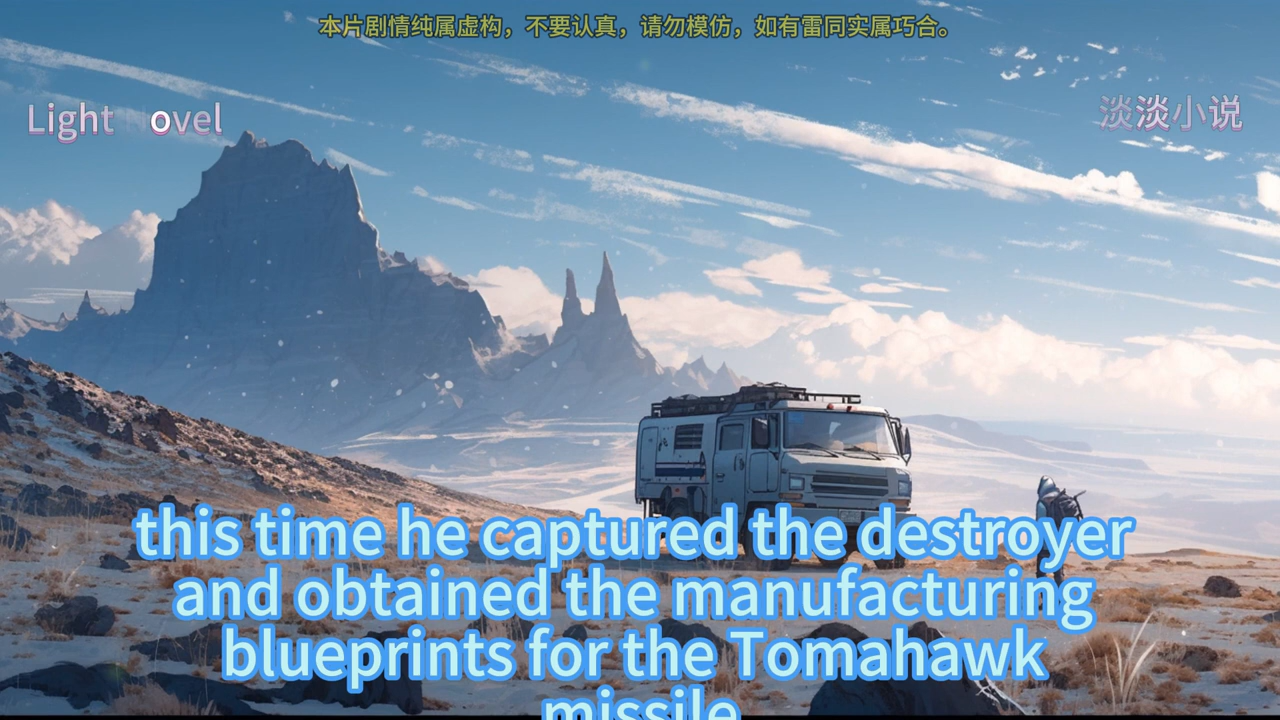 本片剧情纯属虚构，不要认真，请勿模仿，如有雷同实属巧合。
Light ovel
淡淡小说
this time he captured the destroyer
and obtained the manufacturing
blueprints for the Tomahawk
missile